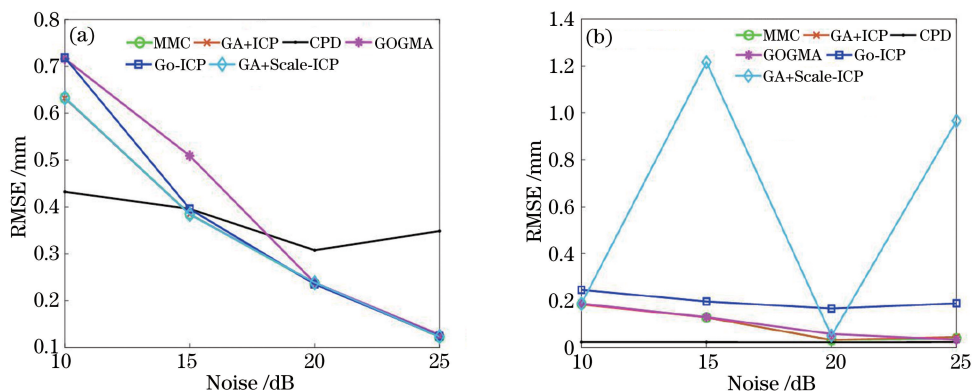 (a)
MMC GA+ICP CPD GOGMA
Go-ICP GA+Scale-ICP
0.8
0.7
0.6
0.5
0.4
0.3
0.2
0.1
RMSE /mm
10 15 20 25
Noise /dB
(b)
MMC GA+ICP CPD
GOGMA Go-ICP
GA+Scale-ICP
1.4
1.2
1.0
0.8
0.6
0.4
0.2
0
RMSE /mm
10 15 20 25
Noise /dB